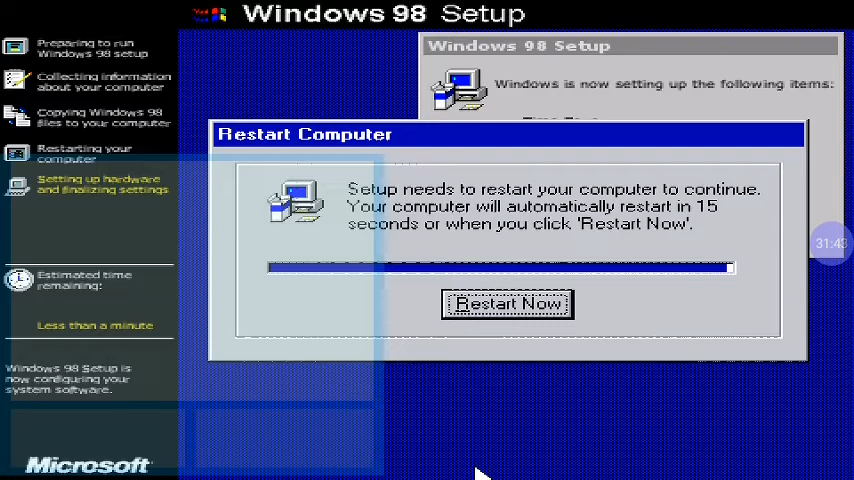 Windows 98 Setup
Preparing to run
Windows 98 setup
Collecting information
about your computer
Copying Windows 98
files to your computer
Restarting your
computer
Setting up hardware
and finalizing settings
Estimated time
remaining:
Less than a minute
Windows 98 Setup is
now configuring your
system software.
Microsoft
Windows 98 Setup
Windows is now setting up the following items:
Restart Computer
Setup needs to restart your computer to continue.
Your computer will automatically restart in 15
seconds or when you click 'Restart Now'.
Restart Now
31:43